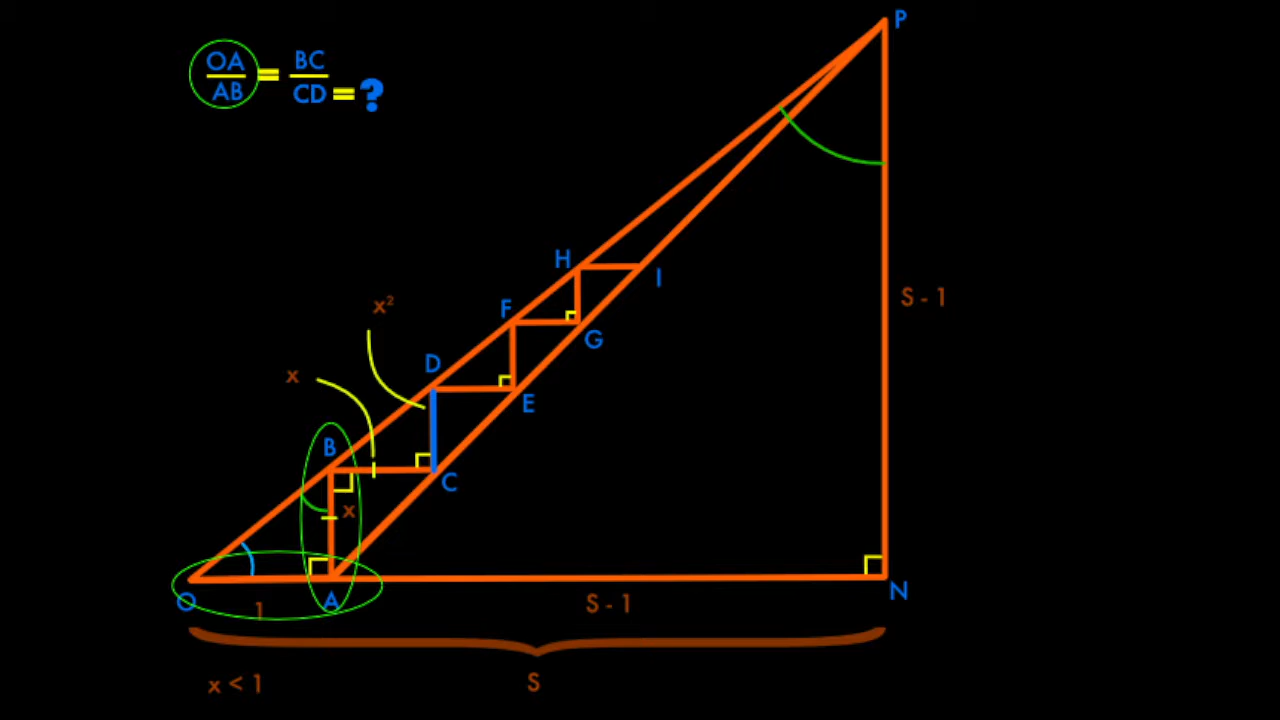 P
OA = BC
AB CD = ?
H
I
x²
F
S - 1
G
D
x
E
B
C
x
O
1
A
S - 1
N
x < 1
S